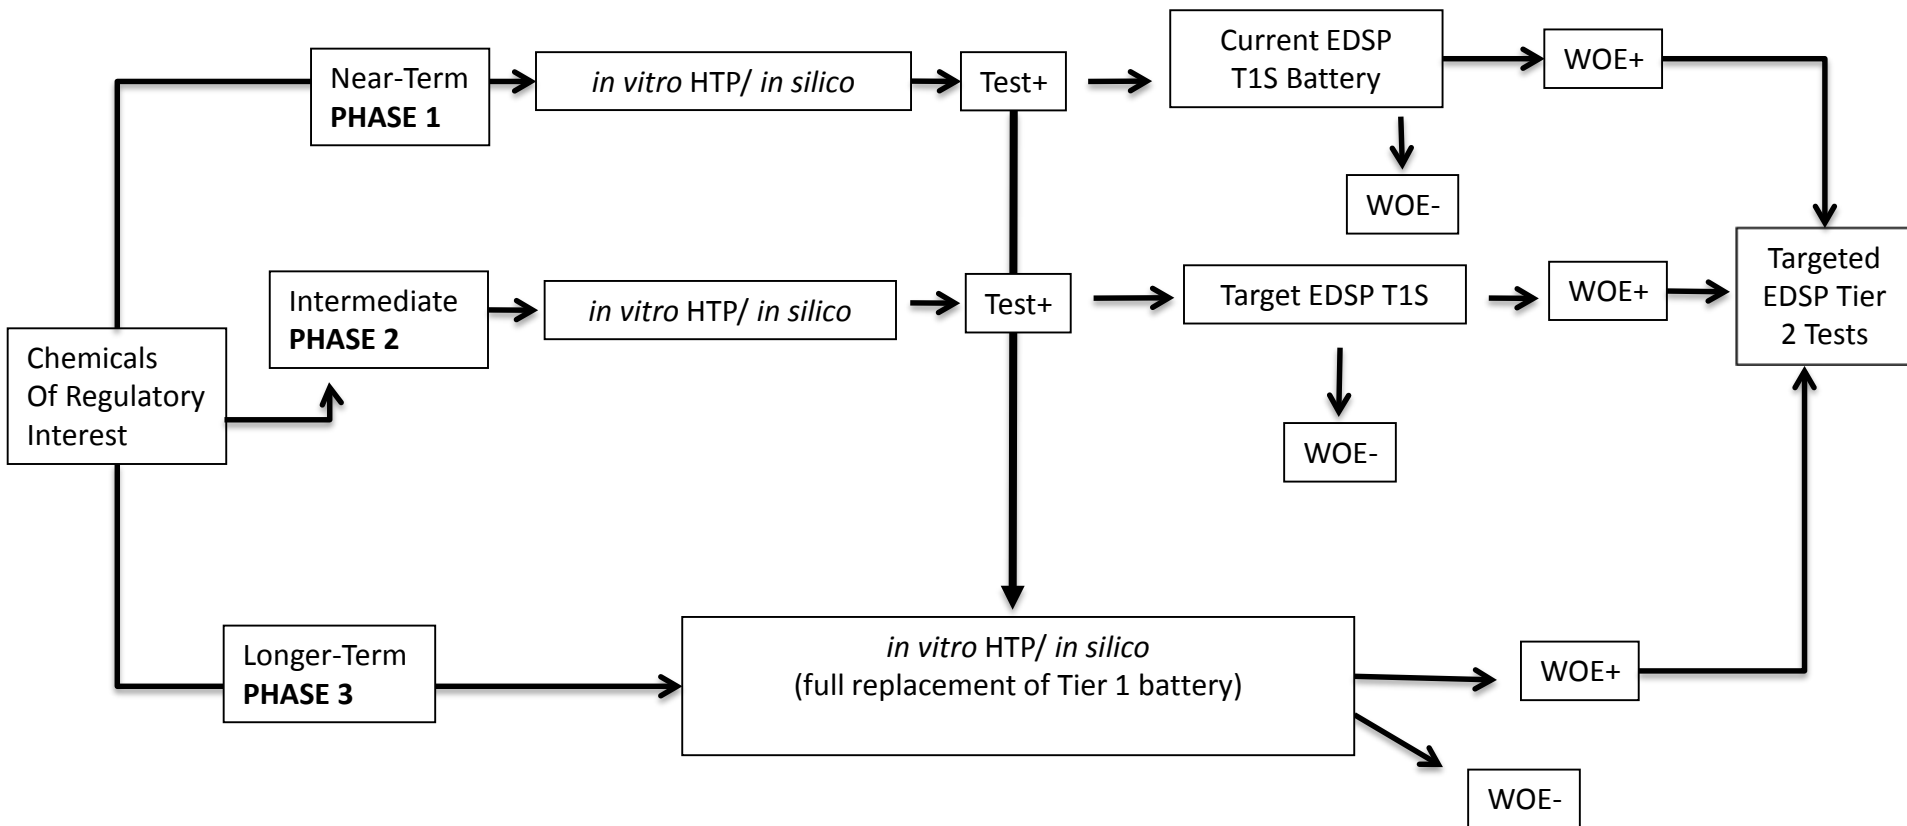 Near-Term
PHASE 1
in vitro HTP/ in silico
Test+
Current EDSP
T1S Battery
WOE+
WOE-
Intermediate
PHASE 2
in vitro HTP/ in silico
Test+
Target EDSP T1S
WOE+
Targeted
EDSP Tier
2 Tests
Chemicals
Of Regulatory
Interest
WOE-
Longer-Term
PHASE 3
in vitro HTP/ in silico
(full replacement of Tier 1 battery)
WOE+
WOE-